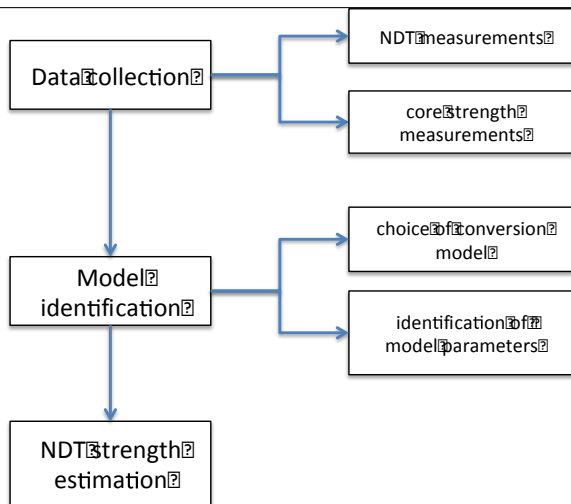 Data collection
NDT measurements
core strength
measurements
Model
identification
choice of conversion
model
identification of
model parameters
NDT strength
estimation